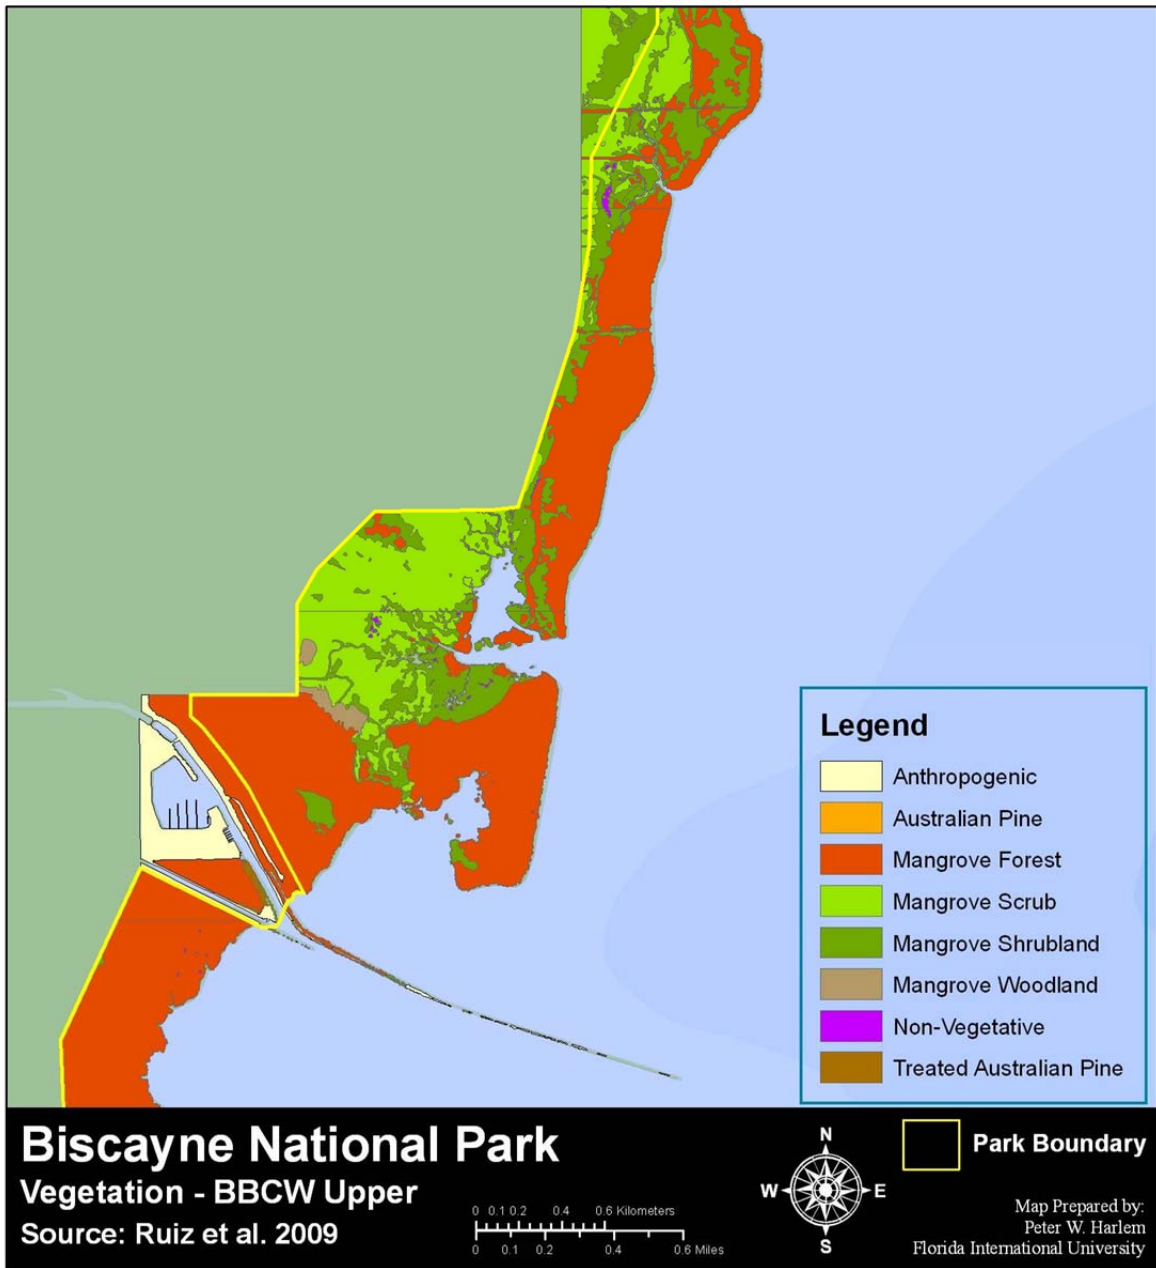 Legend
Anthropogenic
Australian Pine
Mangrove Forest
Mangrove Scrub
Mangrove Shrubland
Mangrove Woodland
Non-Vegetative
Treated Australian Pine
Biscayne National Park
Vegetation - BBCW Upper
Source: Ruiz et al. 2009
0 0.1 0.2 0.4 0.6 Kilometers
0 0.1 0.2 0.4 0.6 Miles
N
W E
S
Park Boundary
Map Prepared by:
Peter W. Harlem
Florida International University